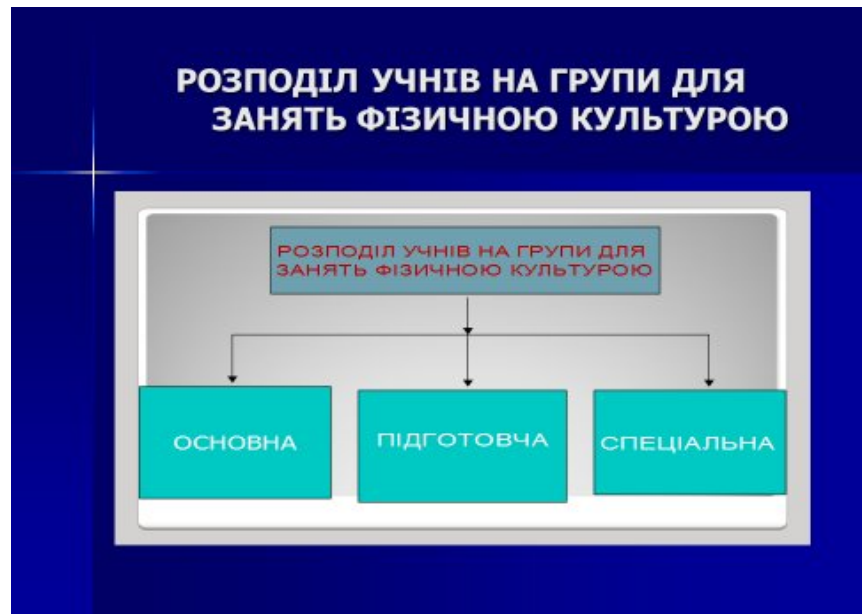 РОЗПОДІЛ УЧНІВ НА ГРУПИ ДЛЯ
ЗАНЯТЬ ФІЗИЧНОЮ КУЛЬТУРОЮ
РОЗПОДІЛ УЧНІВ НА ГРУПИ ДЛЯ
ЗАНЯТЬ ФІЗИЧНОЮ КУЛЬТУРОЮ
ОСНОВНА
ПІДГОТОВЧА
СПЕЦІАЛЬНА